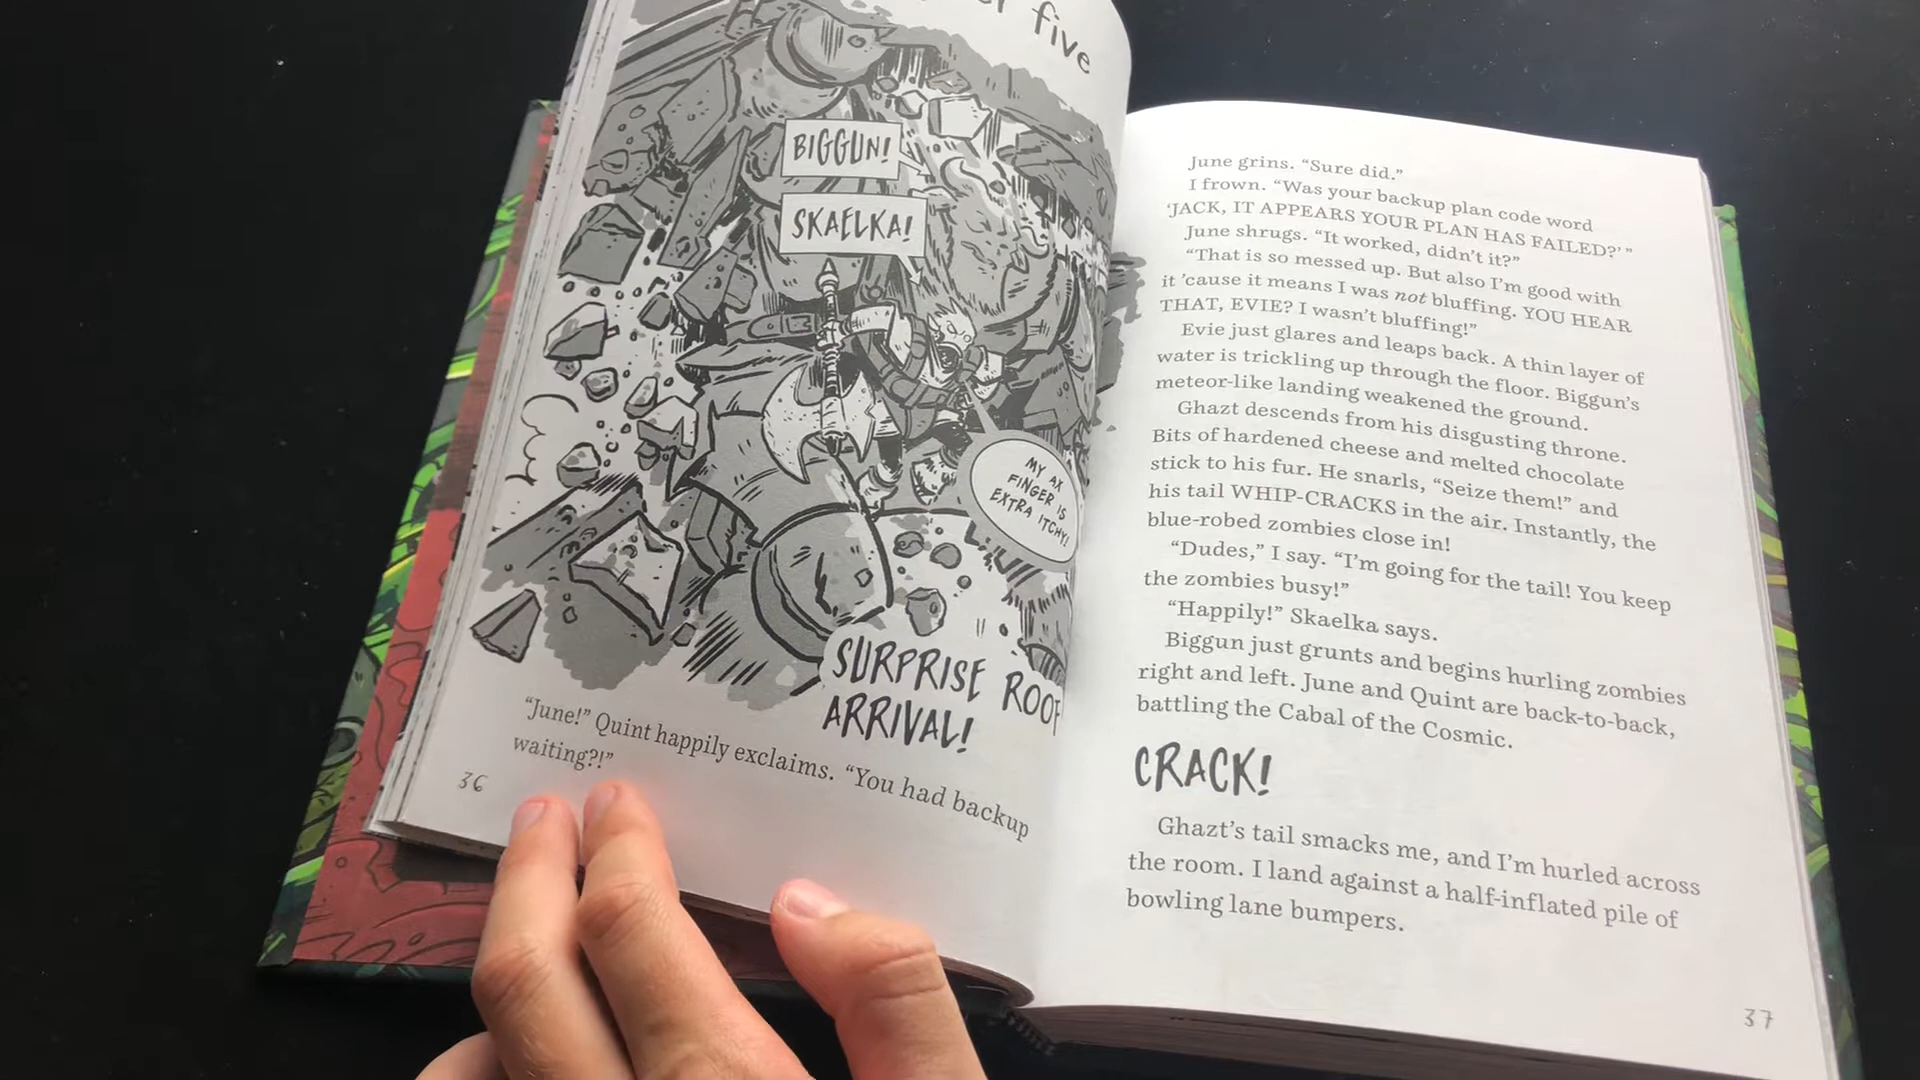 five
BIGGUN!
SKAELKA!
MY AX
FINGER IS
EXTRA ITCHY!
SURPRISE ROOF
ARRIVAL!
“June!” Quint happily exclaims. “You had backup
waiting?!”
36
June grins. “Sure did.”
I frown. “Was your backup plan code word
‘JACK, IT APPEARS YOUR PLAN HAS FAILED?’ ”
June shrugs. “It worked, didn’t it?”
“That is so messed up. But also I’m good with
it ’cause it means I was not bluffing. YOU HEAR
THAT, EVIE? I wasn’t bluffing!”
Evie just glares and leaps back. A thin layer of
water is trickling up through the floor. Biggun’s
meteor-like landing weakened the ground.
Ghazt descends from his disgusting throne.
Bits of hardened cheese and melted chocolate
stick to his fur. He snarls, “Seize them!” and
his tail WHIP-CRACKS in the air. Instantly, the
blue-robed zombies close in!
“Dudes,” I say. “I’m going for the tail! You keep
the zombies busy!”
“Happily!” Skaelka says.
Biggun just grunts and begins hurling zombies
right and left. June and Quint are back-to-back,
battling the Cabal of the Cosmic.
CRACK!
Ghazt’s tail smacks me, and I’m hurled across
the room. I land against a half-inflated pile of
bowling lane bumpers.
37